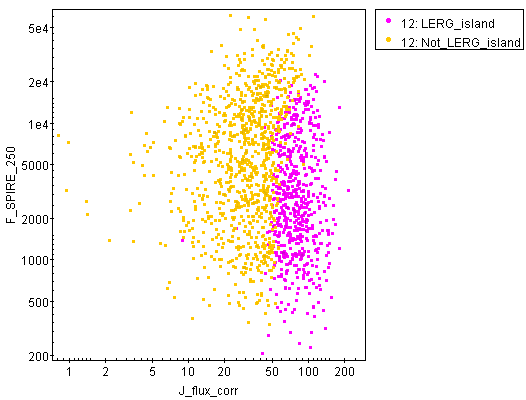 12: LERG_island
12: Not_LERG_island
5e4
2e4
1e4
5000
2000
1000
500
200
F_SPIRE_250
1 2 5 10 20 50 100 200
J_flux_corr